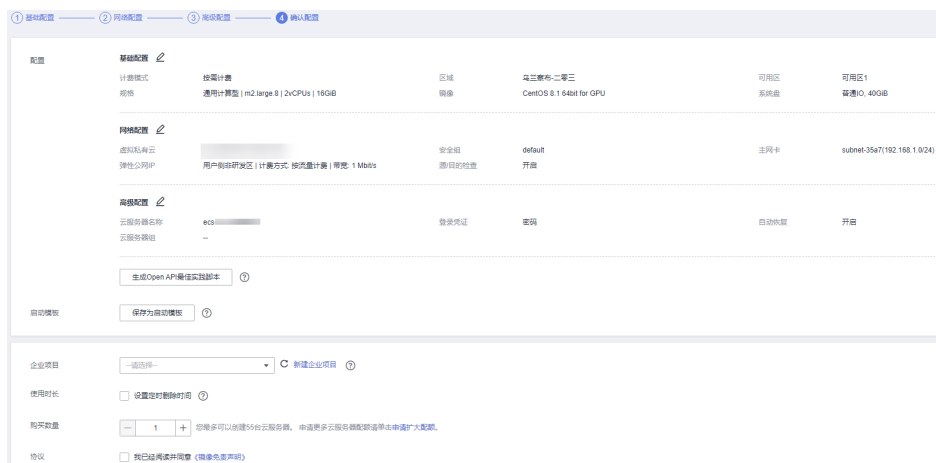 1 基础配置 2 网络配置 3 高级配置 4 确认配置
配置 基础配置
计费模式 按需计费 区域 乌兰察布-二零三 可用区 可用区1
规格 通用计算型 | m2.large.8 | 2vCPUs | 16GiB 镜像 CentOS 8.1 64bit for GPU 系统盘 普通IO, 40GiB
网络配置
虚拟私有云 安全组 default 主网卡 subnet-35a7(192.168.1.0/24)
弹性公网IP 用户侧非研发区 | 计费方式: 按流量计费 | 带宽: 1 Mbit/s 源/目的检查 开启
高级配置
云服务器名称 ecs 登录凭证 密码 自动恢复 开启
云服务器组 --
生成Open API最佳实践脚本 ?
启动模板 保存为启动模板 ?
企业项目 --请选择-- 新建企业项目 ?
使用时长 设置定时删除时间 ?
购买数量 − 1 + 您最多可以创建55台云服务器。 申请更多云服务器配额请单击申请扩大配额。
协议 我已经阅读并同意《镜像免责声明》